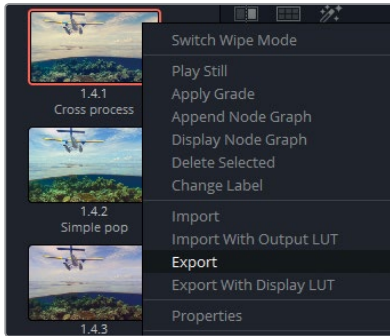 Switch Wipe Mode
Play Still
Apply Grade
Append Node Graph
Display Node Graph
Delete Selected
Change Label
Import
Import With Output LUT
Export
Export With Display LUT
Properties
1.4.1
Cross process
1.4.2
Simple pop
1.4.3